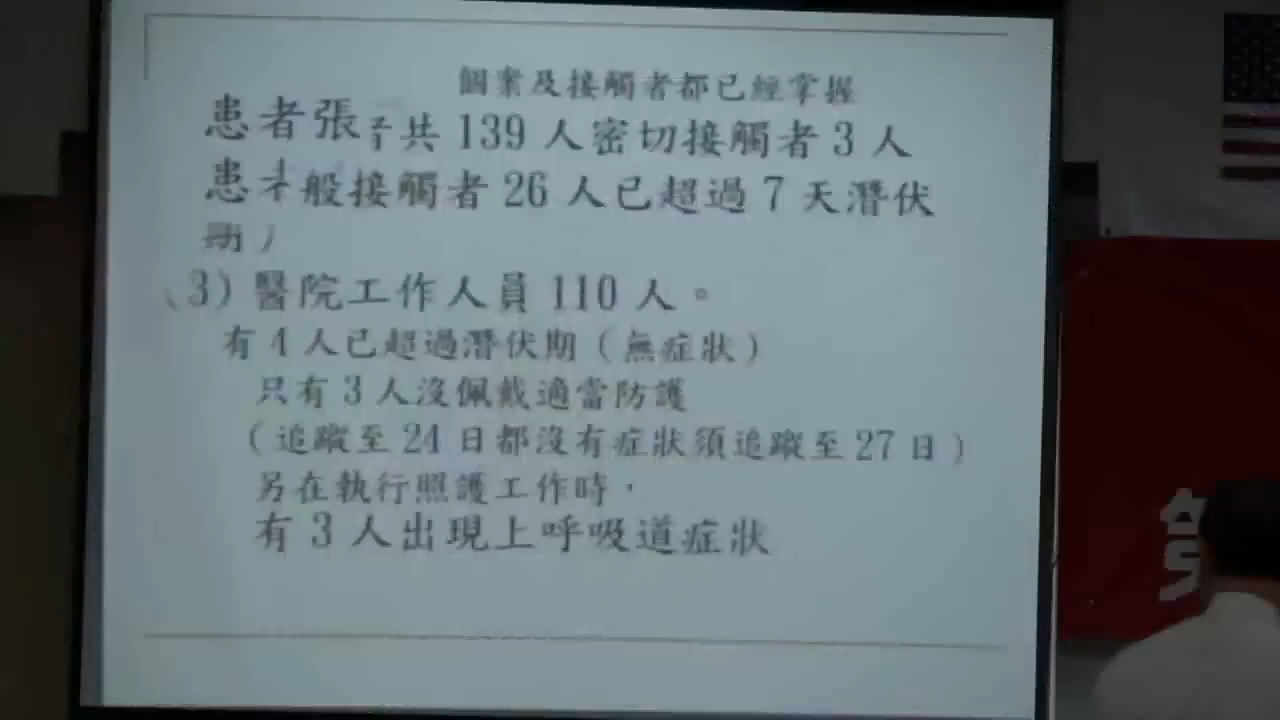 個案及接觸者都已經掌握
患者張 共 139 人密切接觸者 3 人
患 般接觸者 26 人已超過 7 天潛伏
3) 醫院工作人員 110 人。
有 4 人已超過潛伏期（無症狀）
只有 3 人沒佩戴適當防護
（追蹤至 24 日都沒有症狀須追蹤至 27 日）
另在執行照護工作時，
有 3 人出現上呼吸道症狀